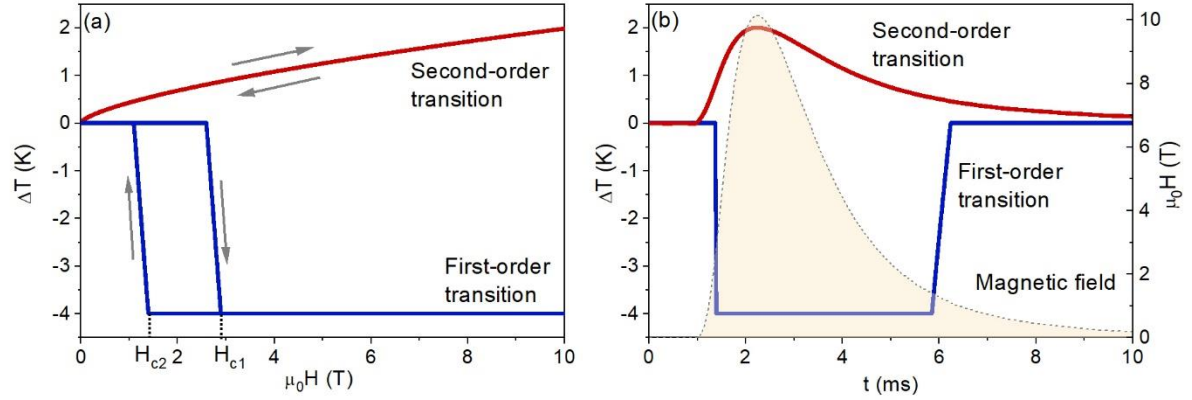 (a)
2
1
0
-1
-2
-3
-4
ΔT (K)
Second-order
transition
First-order
transition
0
2
4
6
8
10
Hc2
Hc1
μ0H (T)
(b)
2
1
0
-1
-2
-3
-4
ΔT (K)
Second-order
transition
First-order
transition
Magnetic field
0
2
4
6
8
10
t (ms)
10
8
6
4
2
0
μ0H (T)